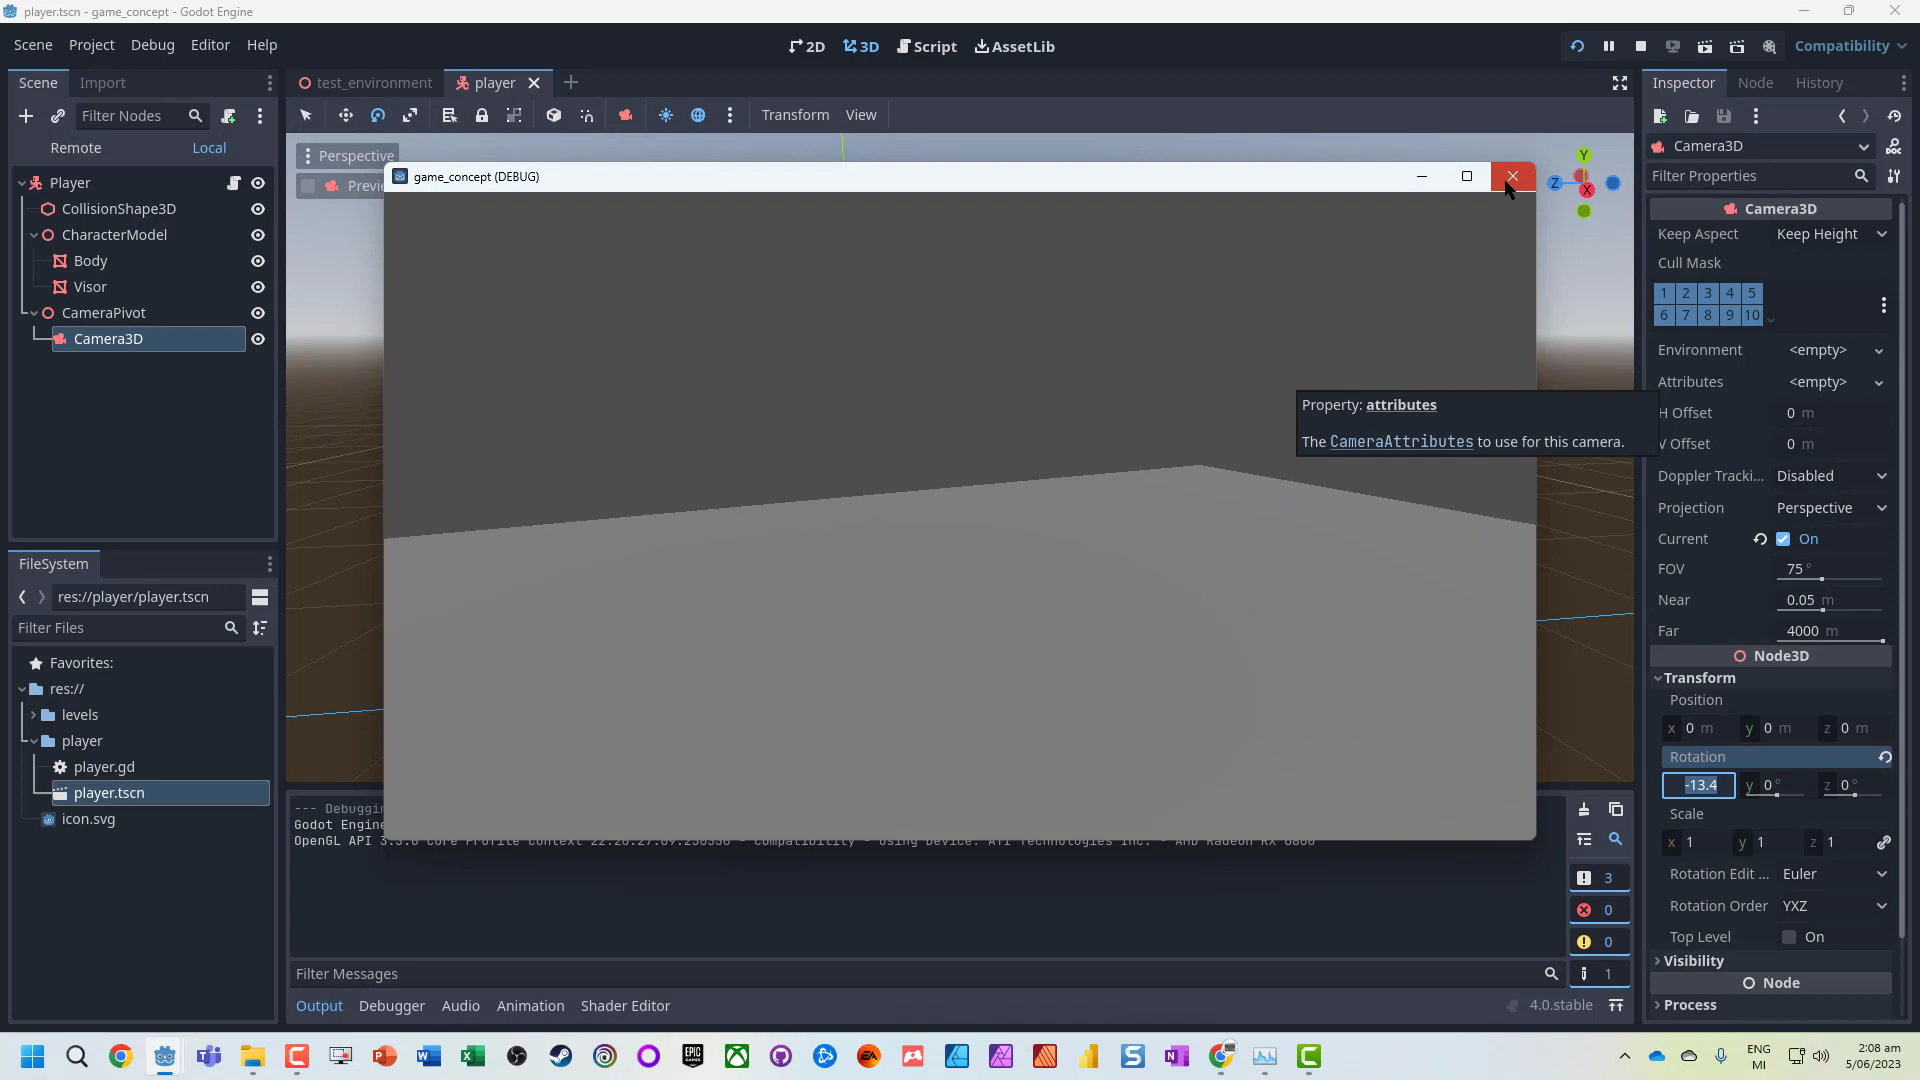 player.tscn - game_concept - Godot Engine
Scene Project Debug Editor Help
2D 3D Script AssetLib
Compatibility
Scene Import
test_environment player
Inspector Node History
Filter Nodes
Transform View
Remote Local
Perspective
Previe
game_concept (DEBUG)
Y
Z
X
Player
CollisionShape3D
CharacterModel
Body
Visor
CameraPivot
Camera3D
Property: attributes
The CameraAttributes to use for this camera.
Camera3D
Filter Properties
Camera3D
Keep Aspect Keep Height
Cull Mask
1 2 3 4 5
6 7 8 9 10
Environment <empty>
Attributes <empty>
H Offset 0 m
V Offset 0 m
Doppler Tracki... Disabled
Projection Perspective
Current On
FOV 75 °
Near 0.05 m
Far 4000 m
Node3D
Transform
Position
x 0 m y 0 m z 0 m
Rotation
-13.4 y 0 ° z 0 °
Scale
x 1 y 1 z 1
Rotation Edit ... Euler
Rotation Order YXZ
Top Level On
Visibility
Node
Process
FileSystem
res://player/player.tscn
Filter Files
Favorites:
res://
levels
player
player.gd
player.tscn
icon.svg
--- Debuggin
Godot Engine
3
0
0
1
Filter Messages
Output Debugger Audio Animation Shader Editor
4.0.stable
ENG
MI
2:08 am
5/06/2023